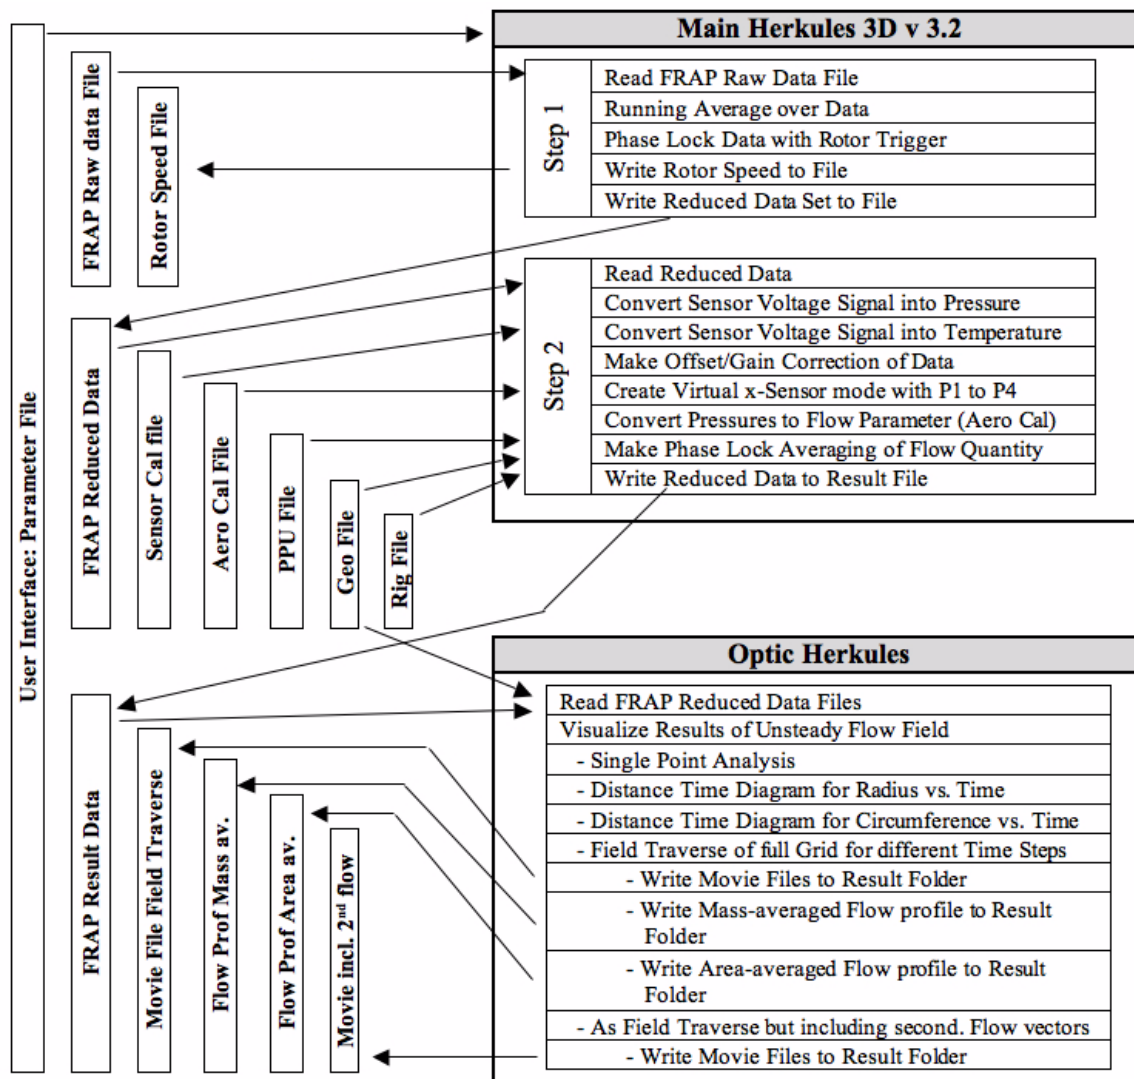 User Interface: Parameter File
FRAP Raw data File
Rotor Speed File
FRAP Reduced Data
Sensor Cal file
Aero Cal File
PPU File
Geo File
Rig File
FRAP Result Data
Movie File Field Traverse
Flow Prof Mass av.
Flow Prof Area av.
Movie incl. 2nd flow
Main Herkules 3D v 3.2
Step 1
Read FRAP Raw Data File
Running Average over Data
Phase Lock Data with Rotor Trigger
Write Rotor Speed to File
Write Reduced Data Set to File
Step 2
Read Reduced Data
Convert Sensor Voltage Signal into Pressure
Convert Sensor Voltage Signal into Temperature
Make Offset/Gain Correction of Data
Create Virtual x-Sensor mode with P1 to P4
Convert Pressures to Flow Parameter (Aero Cal)
Make Phase Lock Averaging of Flow Quantity
Write Reduced Data to Result File
Optic Herkules
Read FRAP Reduced Data Files
Visualize Results of Unsteady Flow Field
- Single Point Analysis
- Distance Time Diagram for Radius vs. Time
- Distance Time Diagram for Circumference vs. Time
- Field Traverse of full Grid for different Time Steps
- Write Movie Files to Result Folder
- Write Mass-averaged Flow profile to Result
Folder
- Write Area-averaged Flow profile to Result
Folder
- As Field Traverse but including second. Flow vectors
- Write Movie Files to Result Folder